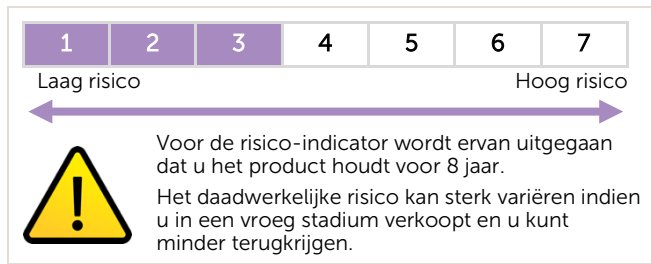 1 2 3 4 5 6 7
Laag risico Hoog risico
Voor de risico-indicator wordt ervan uitgegaan
dat u het product houdt voor 8 jaar.
Het daadwerkelijke risico kan sterk variëren indien
u in een vroeg stadium verkoopt en u kunt
minder terugkrijgen.